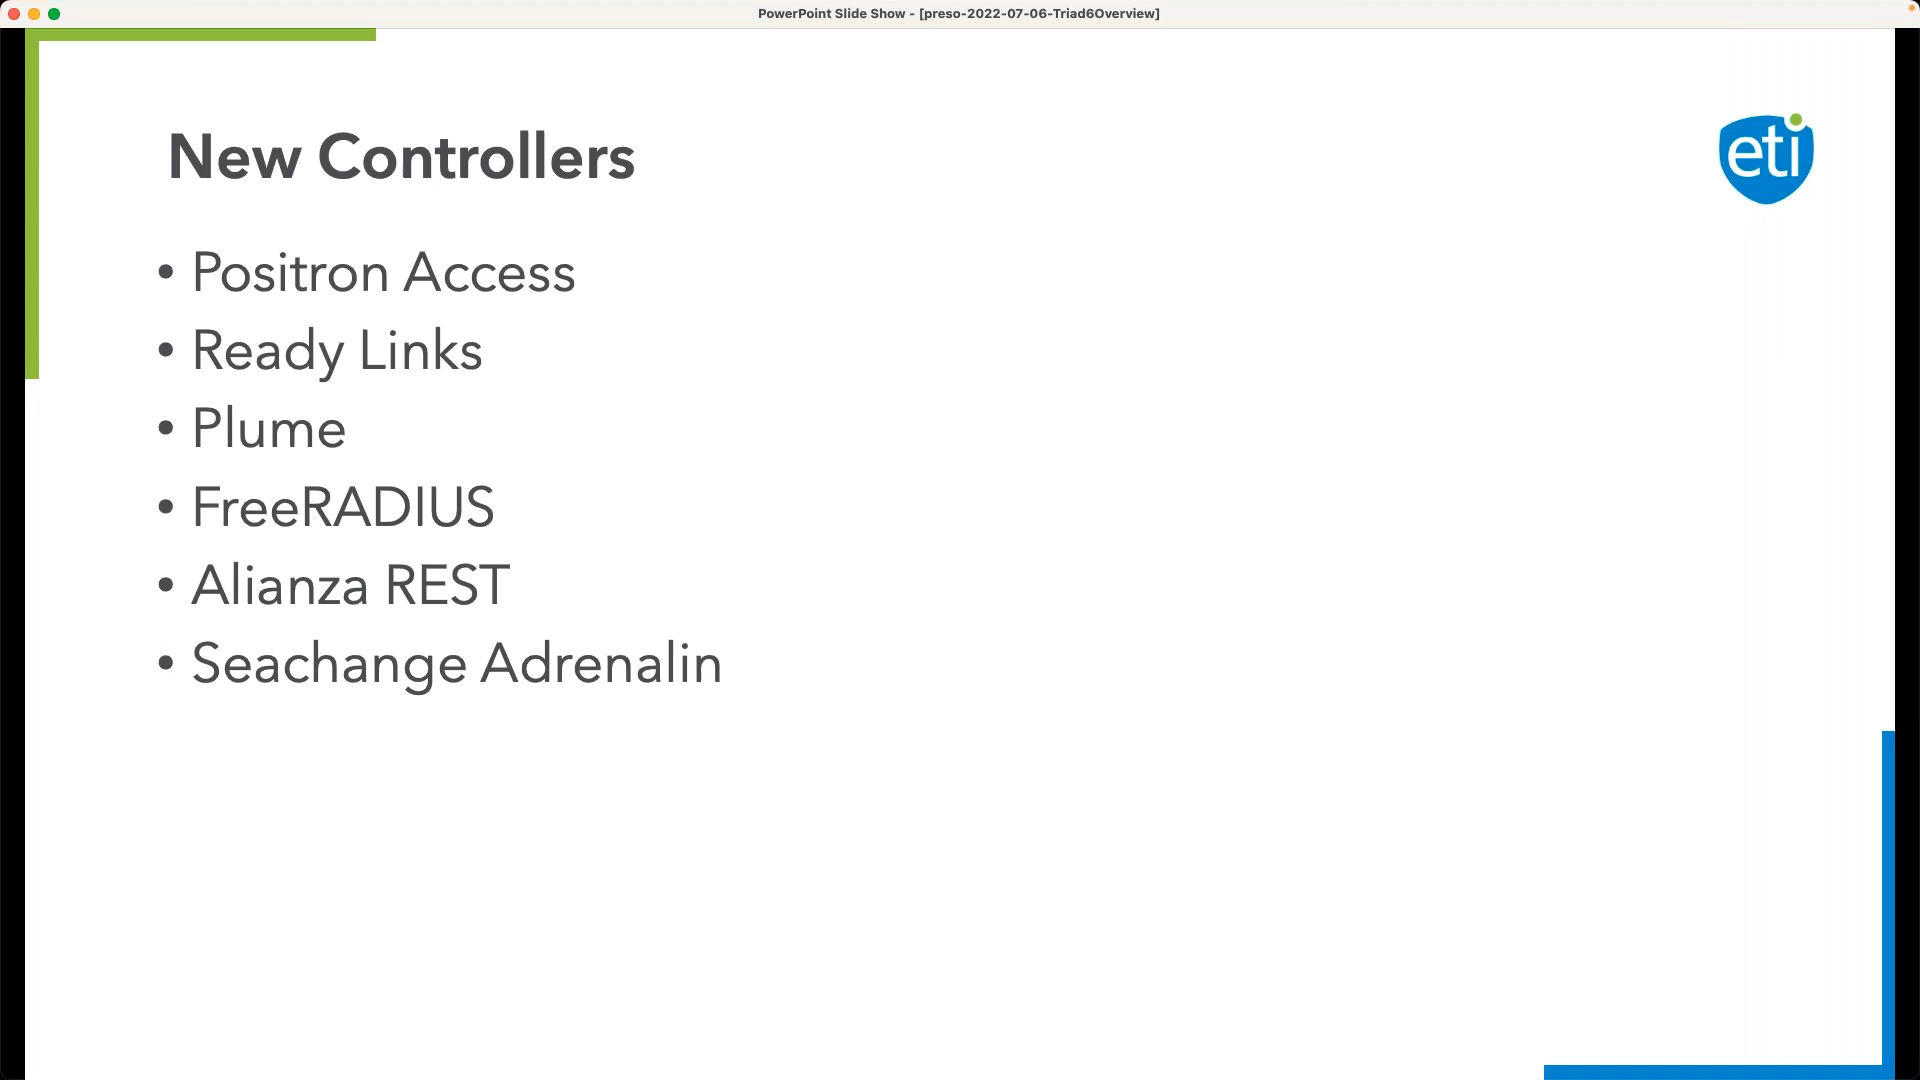 PowerPoint Slide Show - [preso-2022-07-06-Triad6Overview]
New Controllers
eti
• Positron Access
• Ready Links
• Plume
• FreeRADIUS
• Alianza REST
• Seachange Adrenalin